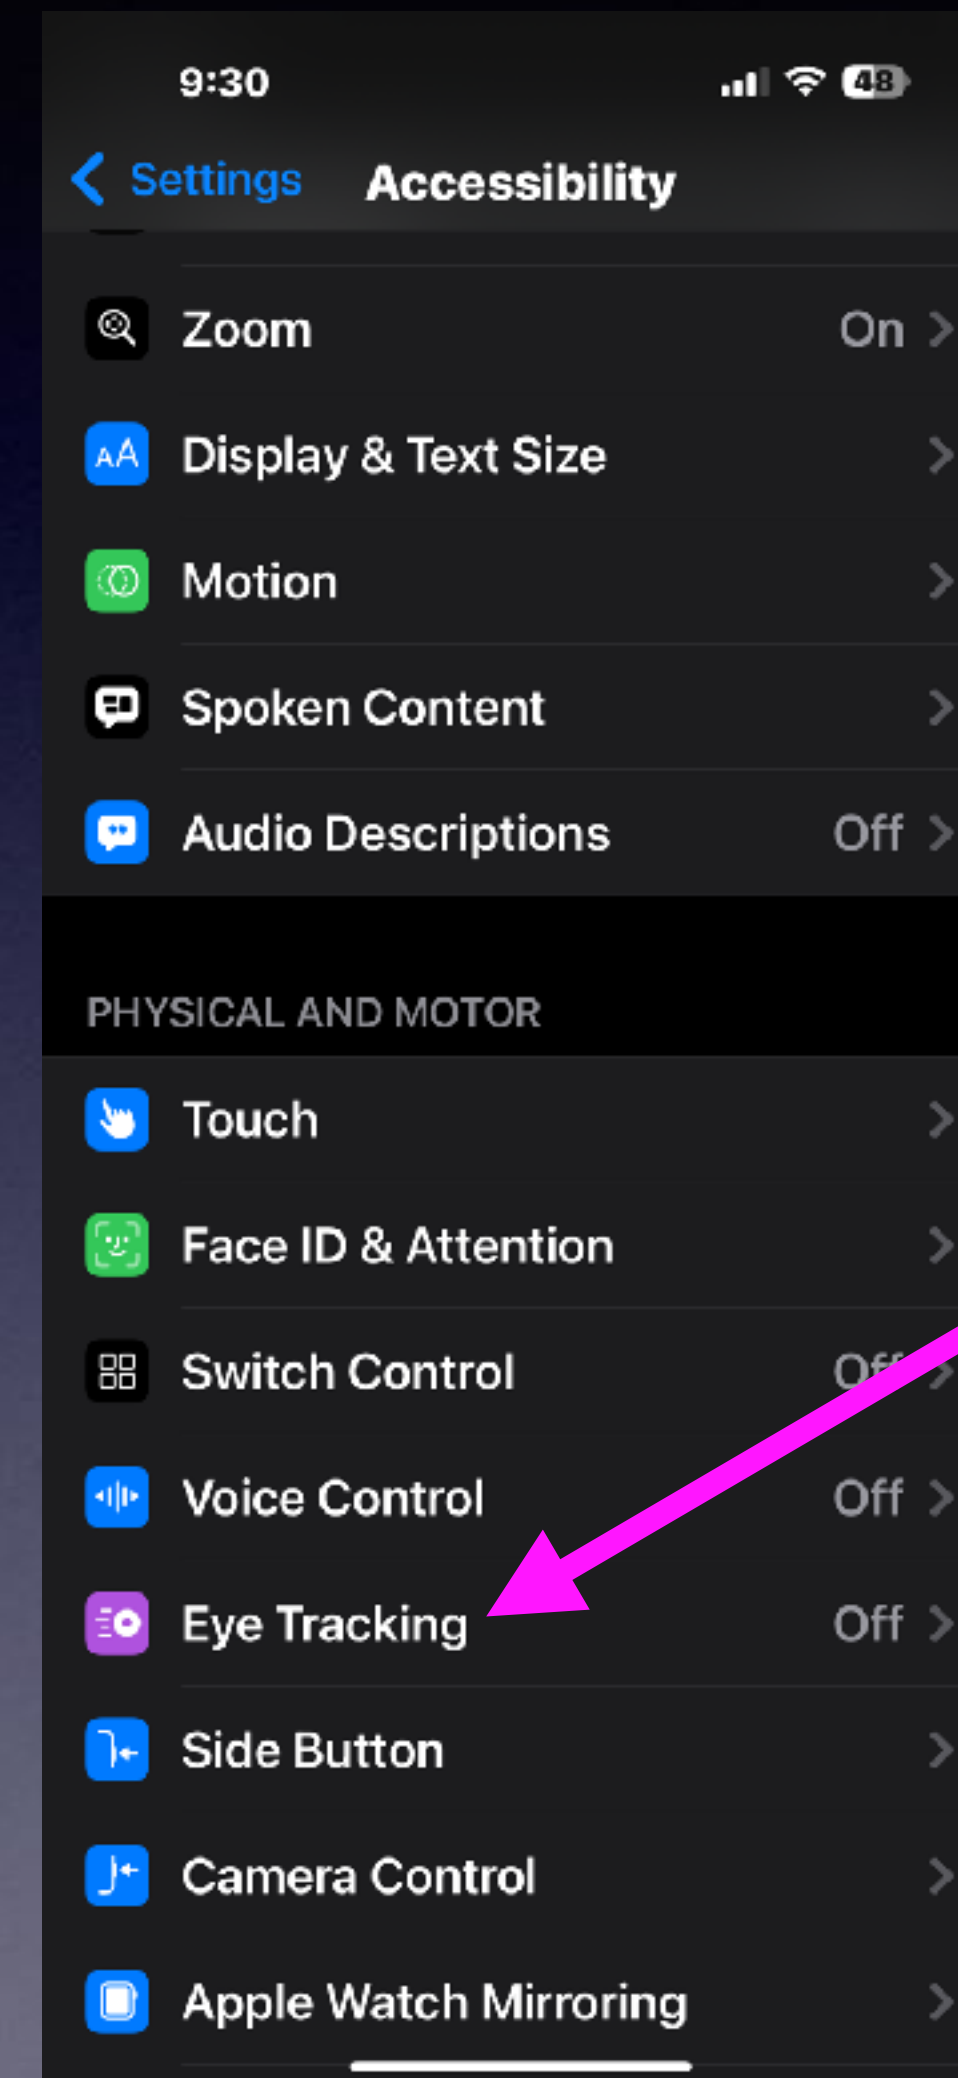 9:30
48
Settings
Accessibility
Zoom On
AA Display & Text Size
Motion
Spoken Content
Audio Descriptions Off
PHYSICAL AND MOTOR
Touch
Face ID & Attention
Switch Control Off
Voice Control Off
Eye Tracking Off
Side Button
Camera Control
Apple Watch Mirroring